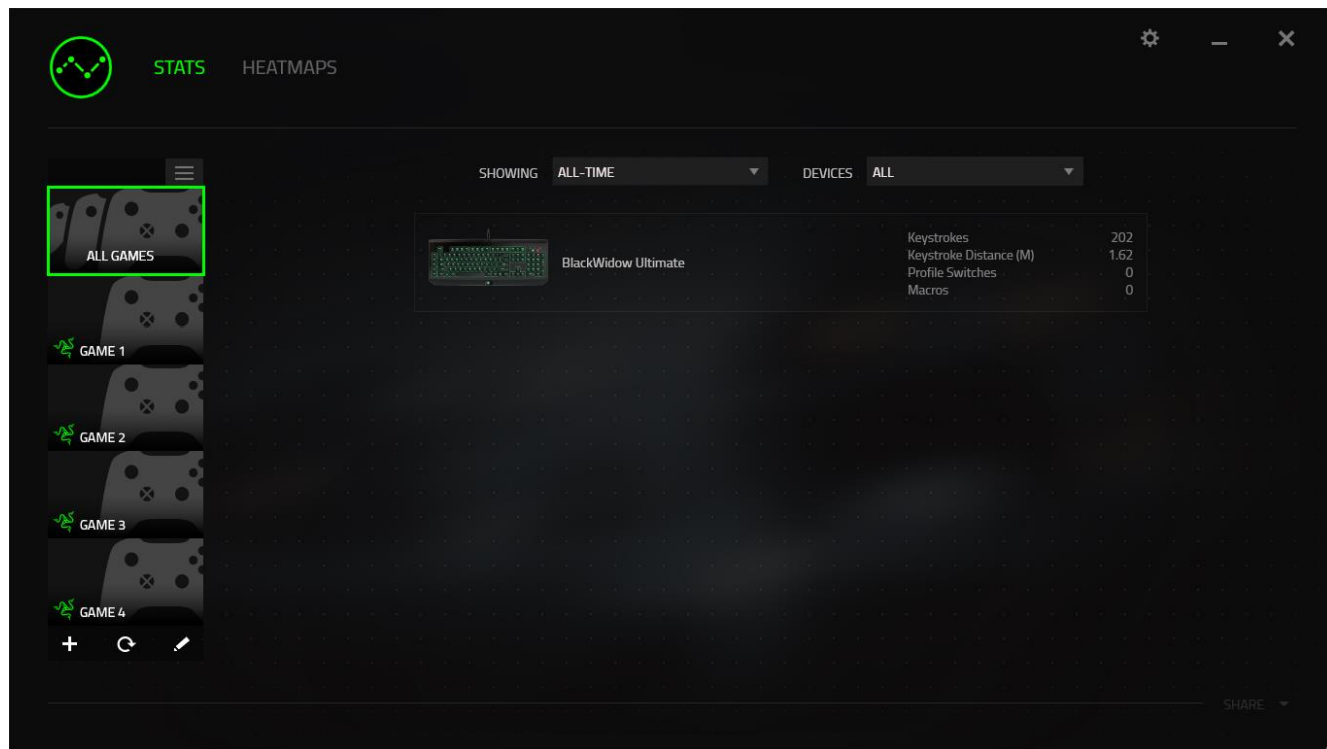 STATS HEATMAPS
SHOWING ALL-TIME DEVICES ALL
ALL GAMES
GAME 1
GAME 2
GAME 3
GAME 4
BlackWidow Ultimate
Keystrokes 202
Keystroke Distance (M) 1.62
Profile Switches 0
Macros 0
SHARE